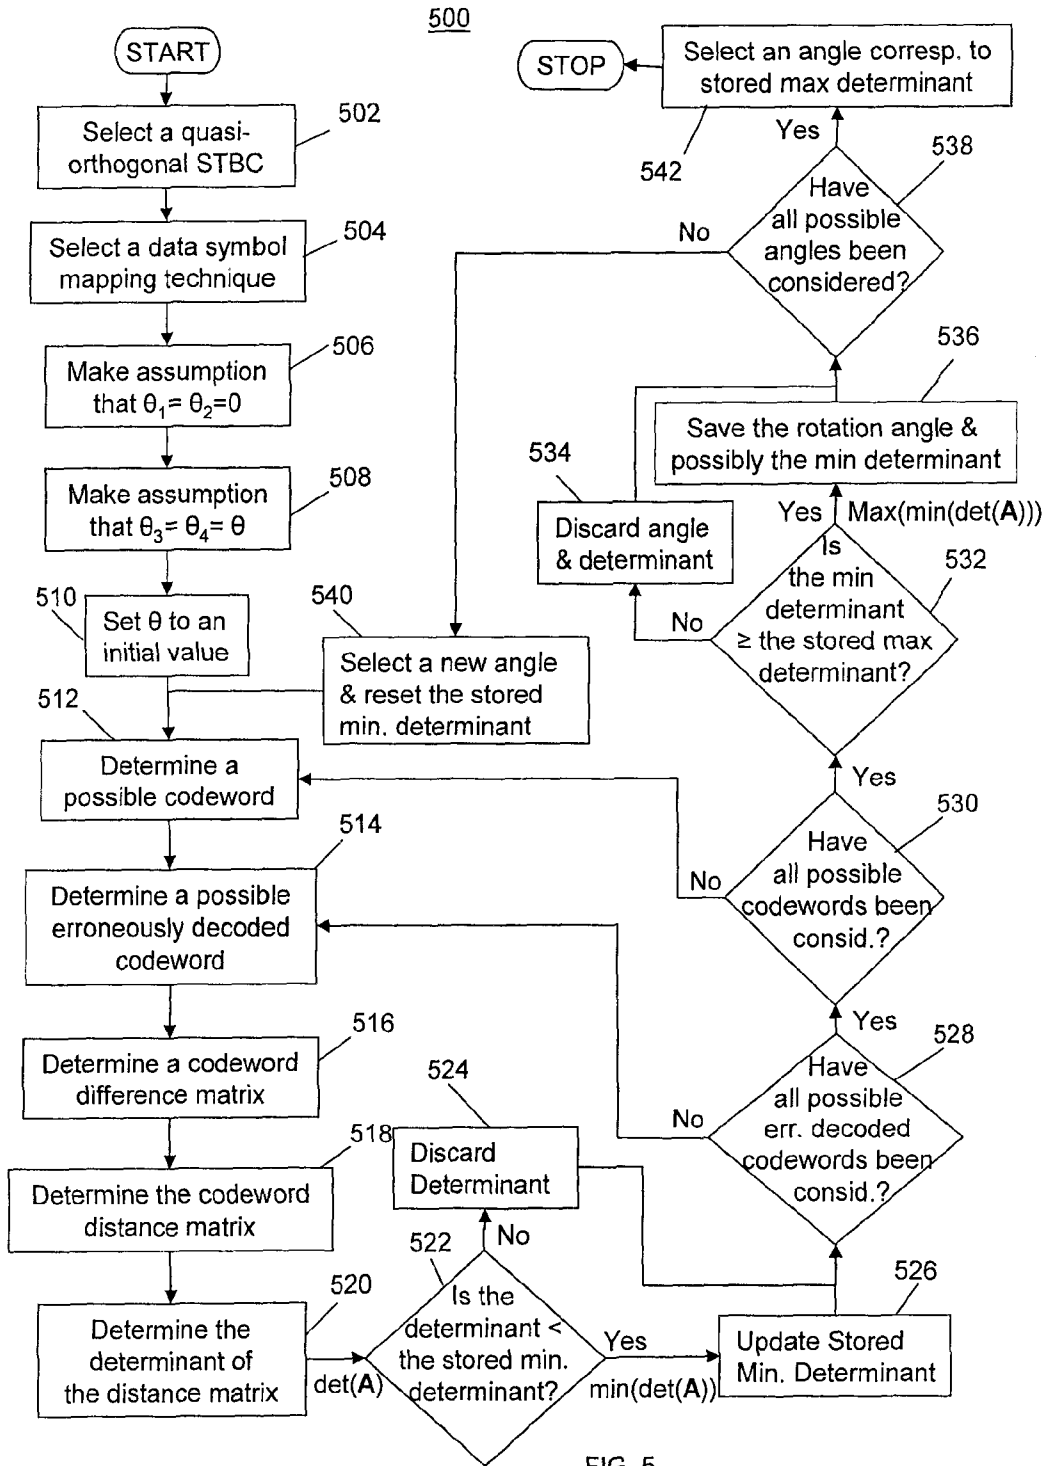 500
START
502
Select a quasi-
orthogonal STBC
504
Select a data symbol
mapping technique
506
Make assumption
that θ₁= θ₂=0
508
Make assumption
that θ₃= θ₄= θ
510
Set θ to an
initial value
540
Select a new angle
& reset the stored
min. determinant
512
Determine a
possible codeword
514
Determine a possible
erroneously decoded
codeword
516
Determine a codeword
difference matrix
518
Determine the codeword
distance matrix
520
Determine the
determinant of
the distance matrix
det(A)
522
Is the
determinant <
the stored min.
determinant?
No
524
Discard
Determinant
Yes
min(det(A))
526
Update Stored
Min. Determinant
528
Have
all possible
err. decoded
codewords been
consid.?
No
Yes
530
Have
all possible
codewords been
consid.?
No
Yes
532
Is
the min
determinant
≥ the stored max
determinant?
No
534
Discard angle
& determinant
Yes
Max(min(det(A)))
536
Save the rotation angle &
possibly the min determinant
538
Have
all possible
angles been
considered?
No
Yes
542
Select an angle corresp. to
stored max determinant
STOP
FIG. 5